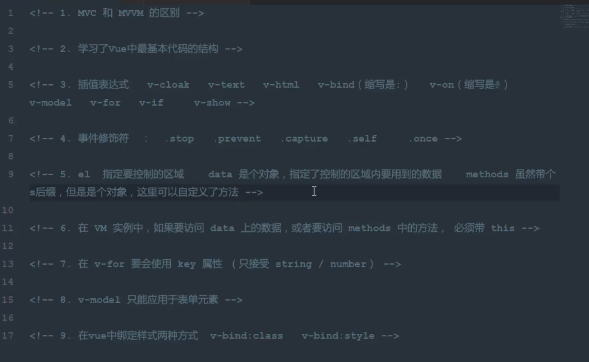 1 <!-- 1. MVC 和 MVVM 的区别 -->
2
3 <!-- 2. 学习了Vue中最基本代码的结构 -->
4
5 <!-- 3. 插值表达式 v-cloak v-text v-html v-bind(缩写是:) v-on(缩写是@)
v-model v-for v-if v-show -->
6
7 <!-- 4. 事件修饰符 : .stop .prevent .capture .self .once -->
8
9 <!-- 5. el 指定要控制的区域 data 是个对象,指定了控制的区域内要用到的数据 methods 虽然带个
s后缀,但是是个对象,这里可以自定义了方法 -->
10
11 <!-- 6. 在 VM 实例中,如果要访问 data 上的数据,或者要访问 methods 中的方法, 必须带 this -->
12
13 <!-- 7. 在 v-for 要会使用 key 属性 (只接受 string / number) -->
14
15 <!-- 8. v-model 只能应用于表单元素 -->
16
17 <!-- 9. 在vue中绑定样式两种方式 v-bind:class v-bind:style -->